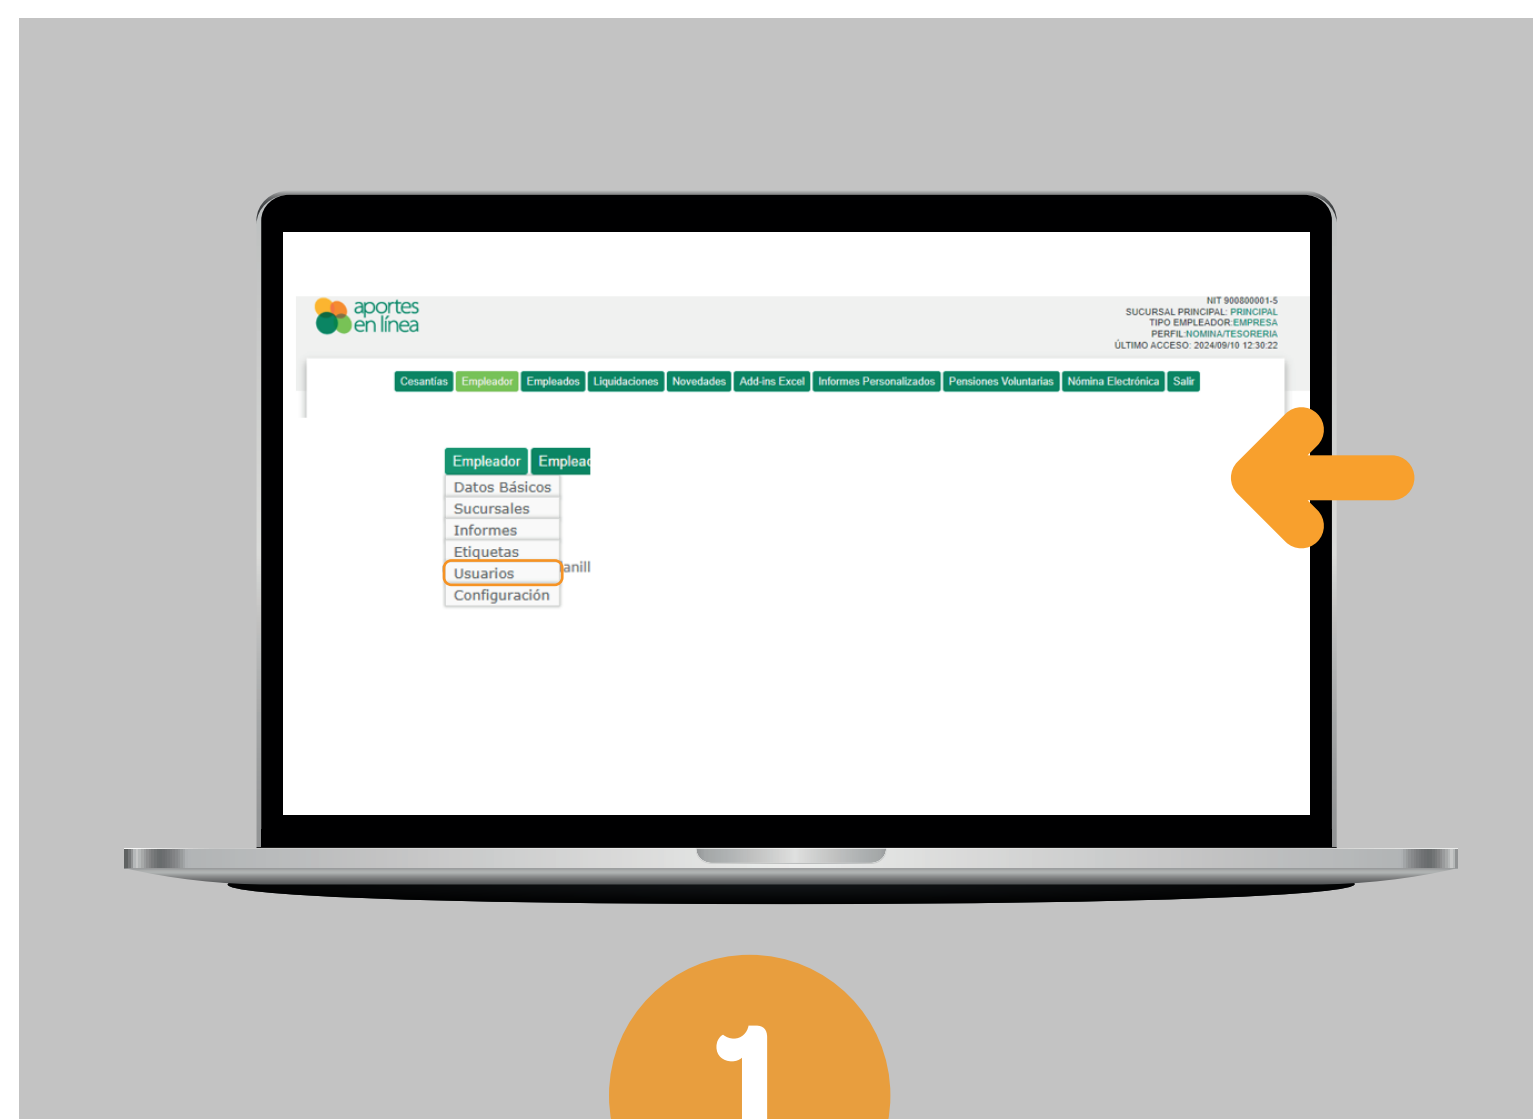 aportes
en línea
NIT 900800001-5
SUCURSAL PRINCIPAL: PRINCIPAL
TIPO EMPLEADOR:EMPRESA
PERFIL:NOMINA/TESORERIA
ÚLTIMO ACCESO: 2024/09/10 12:30:22
Cesantías Empleador Empleados Liquidaciones Novedades Add-ins Excel Informes Personalizados Pensiones Voluntarias Nómina Electrónica Salir
Empleador Emplead
Datos Básicos
Sucursales
Informes
Etiquetas
Usuarios anill
Configuración
1